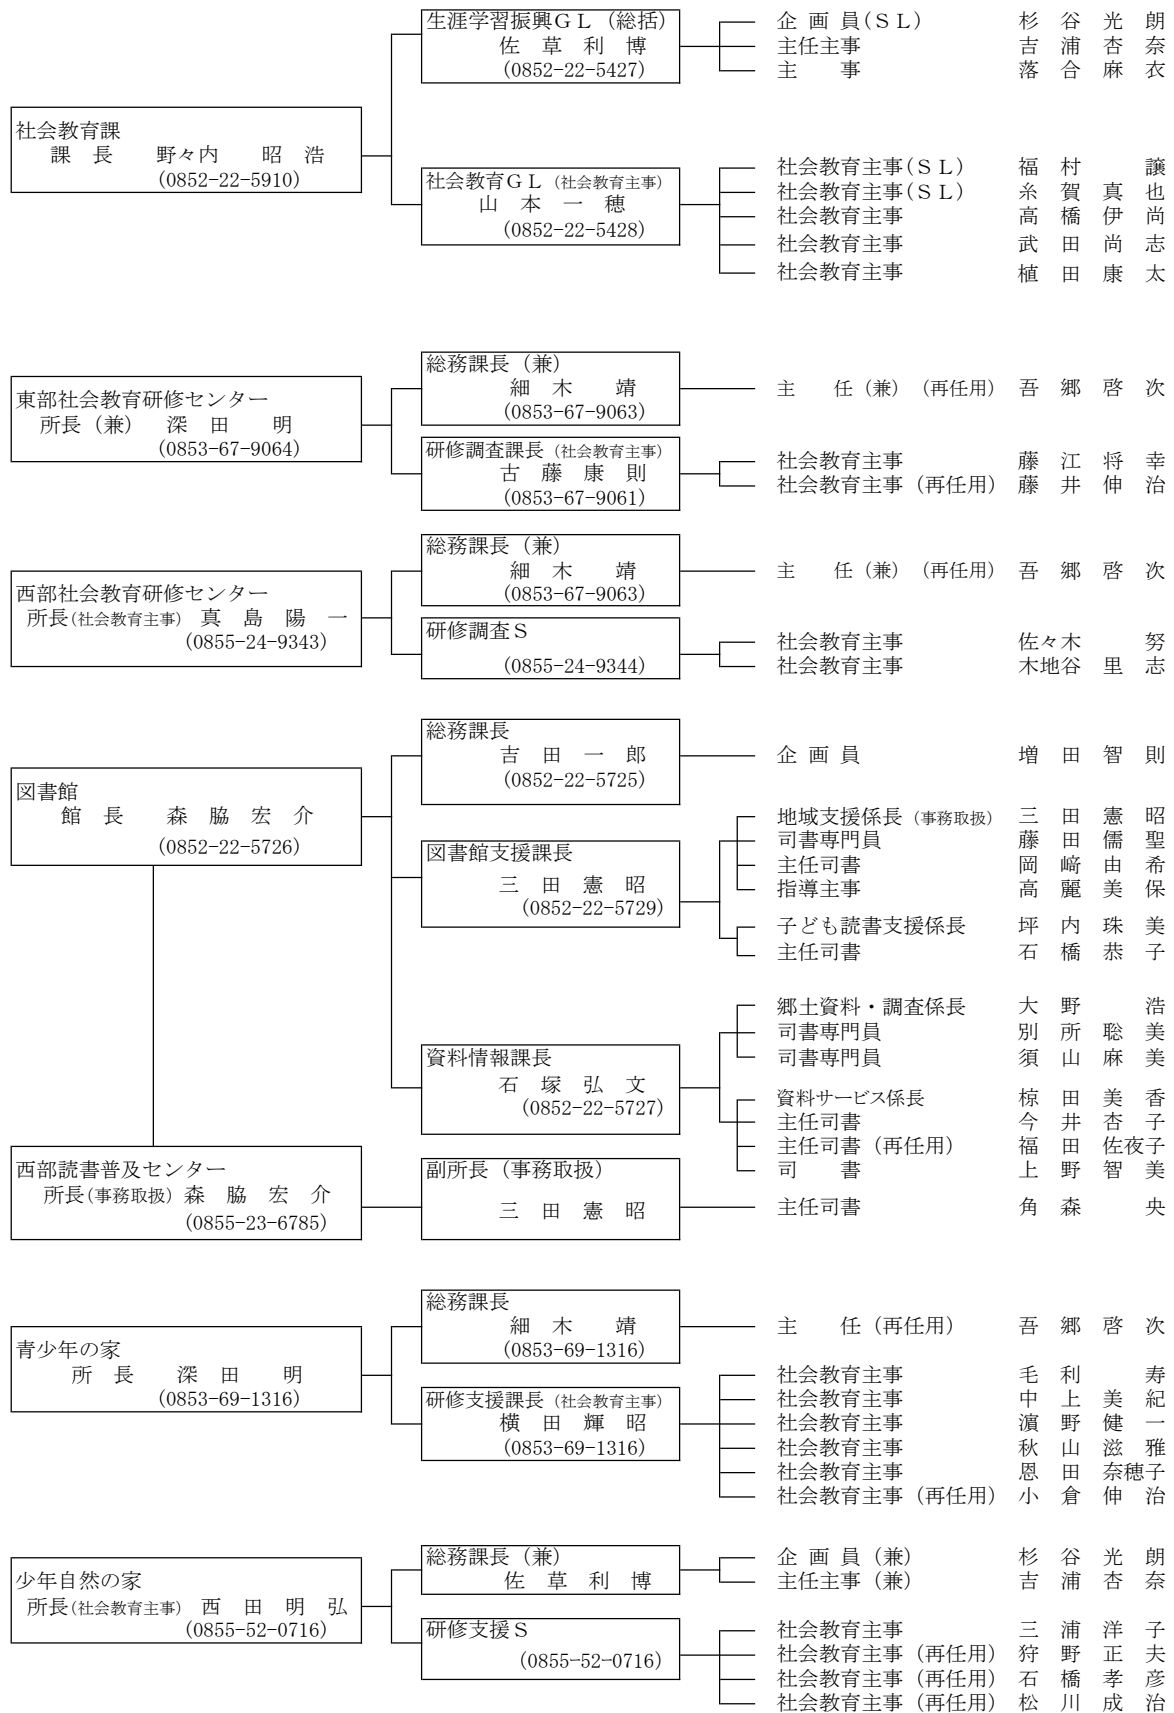 社会教育課
課 長 野々内 昭 浩
(0852-22-5910)
生涯学習振興GL(総括)
佐 草 利 博
(0852-22-5427)
企 画 員(SL) 杉 谷 光 朗
主任主事 吉 浦 杏 奈
主 事 落 合 麻 衣
社会教育GL(社会教育主事)
山 本 一 穂
(0852-22-5428)
社会教育主事(SL) 福 村 譲
社会教育主事(SL) 糸 賀 真 也
社会教育主事 高 橋 伊 尚
社会教育主事 武 田 尚 志
社会教育主事 植 田 康 太
東部社会教育研修センター
所長(兼) 深 田 明
(0853-67-9064)
総務課長(兼)
細 木 靖
(0853-67-9063)
主 任(兼)(再任用) 吾 郷 啓 次
研修調査課長(社会教育主事)
古 藤 康 則
(0853-67-9061)
社会教育主事 藤 江 将 幸
社会教育主事(再任用) 藤 井 伸 治
西部社会教育研修センター
所長(社会教育主事) 真 島 陽 一
(0855-24-9343)
総務課長(兼)
細 木 靖
(0853-67-9063)
主 任(兼)(再任用) 吾 郷 啓 次
研修調査S
(0855-24-9344)
社会教育主事 佐々木 努
社会教育主事 木地谷 里 志
図書館
館 長 森 脇 宏 介
(0852-22-5726)
総務課長
吉 田 一 郎
(0852-22-5725)
企 画 員 増 田 智 則
図書館支援課長
三 田 憲 昭
(0852-22-5729)
地域支援係長(事務取扱) 三 田 憲 昭
司書専門員 藤 田 儒 聖
主任司書 岡 﨑 由 希
指導主事 高 麗 美 保
子ども読書支援係長 坪 内 珠 美
主任司書 石 橋 恭 子
資料情報課長
石 塚 弘 文
(0852-22-5727)
郷土資料・調査係長 大 野 浩
司書専門員 別 所 聡 美
司書専門員 須 山 麻 美
資料サービス係長 椋 田 美 香
主任司書 今 井 杏 子
主任司書(再任用) 福 田 佐夜子
司 書 上 野 智 美
西部読書普及センター
所長(事務取扱) 森 脇 宏 介
(0855-23-6785)
副所長(事務取扱)
三 田 憲 昭
主任司書 角 森 央
青少年の家
所 長 深 田 明
(0853-69-1316)
総務課長
細 木 靖
(0853-69-1316)
主 任(再任用) 吾 郷 啓 次
研修支援課長(社会教育主事)
横 田 輝 昭
(0853-69-1316)
社会教育主事 毛 利 寿
社会教育主事 中 上 美 紀
社会教育主事 濵 野 健 一
社会教育主事 秋 山 滋 雅
社会教育主事 恩 田 奈穂子
社会教育主事(再任用) 小 倉 伸 治
少年自然の家
所長(社会教育主事) 西 田 明 弘
(0855-52-0716)
総務課長(兼)
佐 草 利 博
企 画 員(兼) 杉 谷 光 朗
主任主事(兼) 吉 浦 杏 奈
研修支援S
(0855-52-0716)
社会教育主事 三 浦 洋 子
社会教育主事(再任用) 狩 野 正 夫
社会教育主事(再任用) 石 橋 孝 彦
社会教育主事(再任用) 松 川 成 治